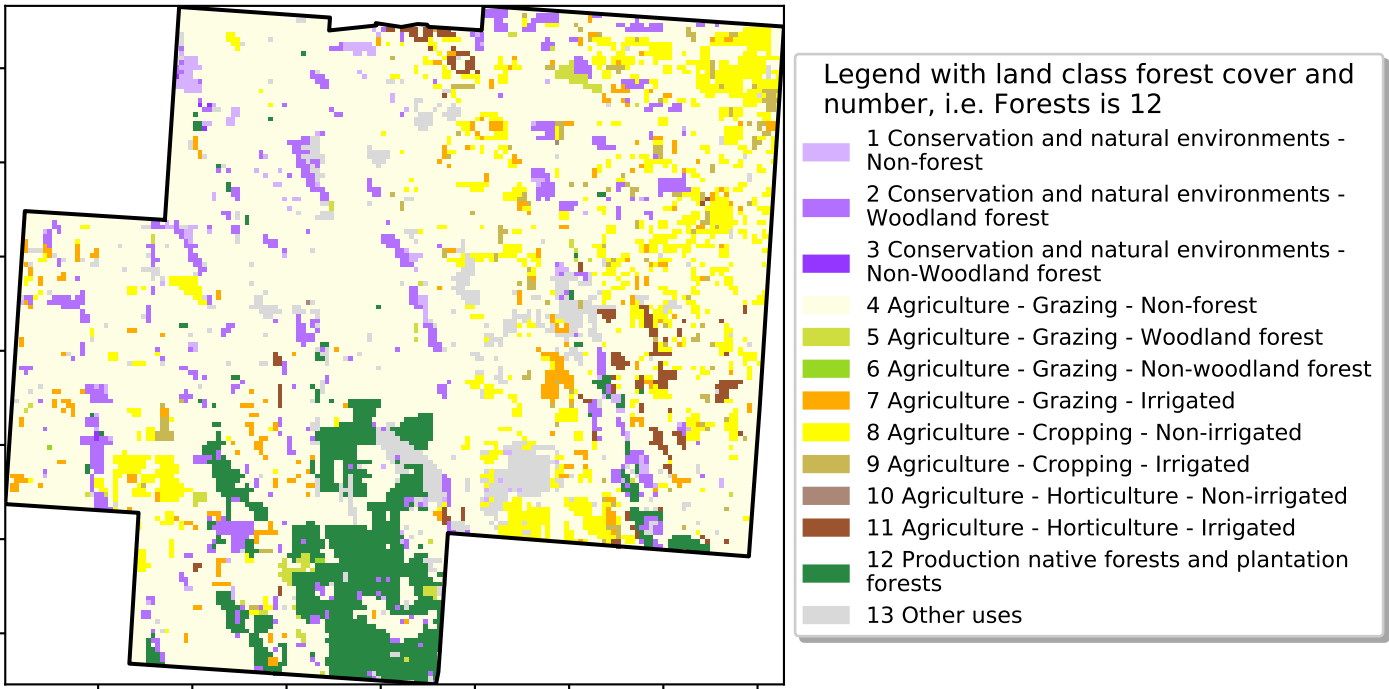 Legend with land class forest cover and
number, i.e. Forests is 12
1 Conservation and natural environments -
Non-forest
2 Conservation and natural environments -
Woodland forest
3 Conservation and natural environments -
Non-Woodland forest
4 Agriculture - Grazing - Non-forest
5 Agriculture - Grazing - Woodland forest
6 Agriculture - Grazing - Non-woodland forest
7 Agriculture - Grazing - Irrigated
8 Agriculture - Cropping - Non-irrigated
9 Agriculture - Cropping - Irrigated
10 Agriculture - Horticulture - Non-irrigated
11 Agriculture - Horticulture - Irrigated
12 Production native forests and plantation
forests
13 Other uses